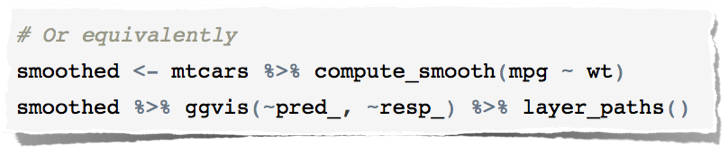 # Or equivalently
smoothed <- mtcars %>% compute_smooth(mpg ~ wt)
smoothed %>% ggvis(~pred_, ~resp_) %>% layer_paths()